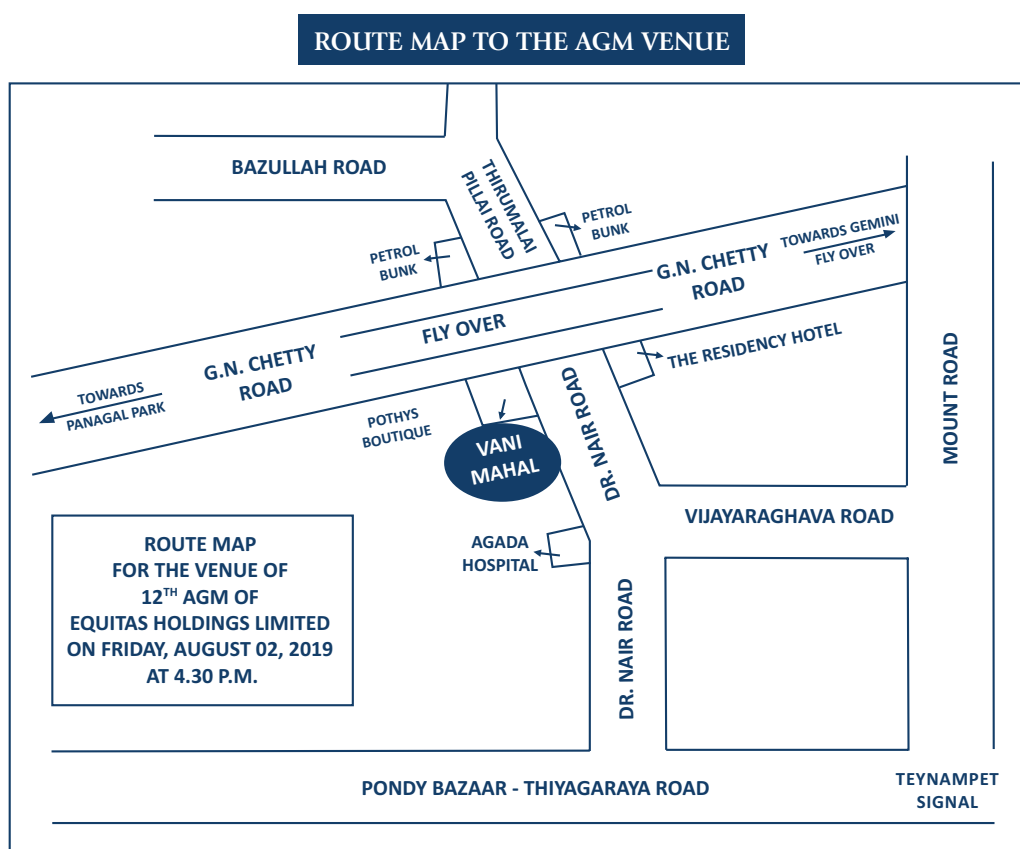 ROUTE MAP TO THE AGM VENUE
BAZULLAH ROAD
THIRUMALAI
PILLAI ROAD
PETROL
BUNK
PETROL
BUNK
TOWARDS GEMINI
FLY OVER
G.N. CHETTY
ROAD
FLY OVER
G.N. CHETTY
ROAD
THE RESIDENCY HOTEL
TOWARDS
PANAGAL PARK
POTHYS
BOUTIQUE
VANI
MAHAL
DR. NAIR ROAD
MOUNT ROAD
VIJAYARAGHAVA ROAD
AGADA
HOSPITAL
ROUTE MAP
FOR THE VENUE OF
12TH AGM OF
EQUITAS HOLDINGS LIMITED
ON FRIDAY, AUGUST 02, 2019
AT 4.30 P.M.
DR. NAIR ROAD
PONDY BAZAAR - THIYAGARAYA ROAD
TEYNAMPET
SIGNAL